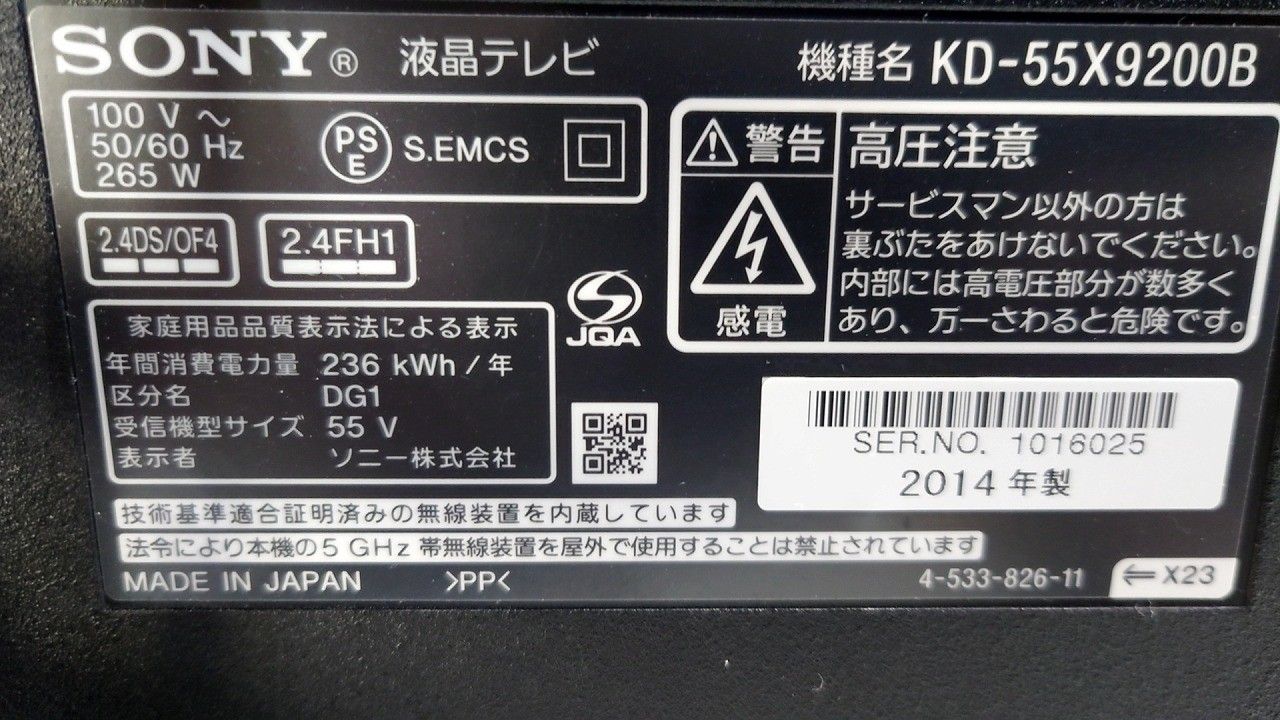 SONY® 液晶テレビ
機種名 KD-55X9200B
100 V ～
50/60 Hz
265 W
PS
E
S.EMCS
2.4DS/OF4
2.4FH1
警告
感電
高圧注意
サービスマン以外の方は
裏ぶたをあけないでください。
内部には高電圧部分が数多く
あり、万一さわると危険です。
JQA
家庭用品品質表示法による表示
年間消費電力量 236 kWh / 年
区分名 DG1
受信機型サイズ 55 V
表示者 ソニー株式会社
SER.NO. 1016025
2014 年製
技術基準適合証明済みの無線装置を内蔵しています
法令により本機の5 GHz 帯無線装置を屋外で使用することは禁止されています
MADE IN JAPAN >PP<
4-533-826-11
⇐ X23